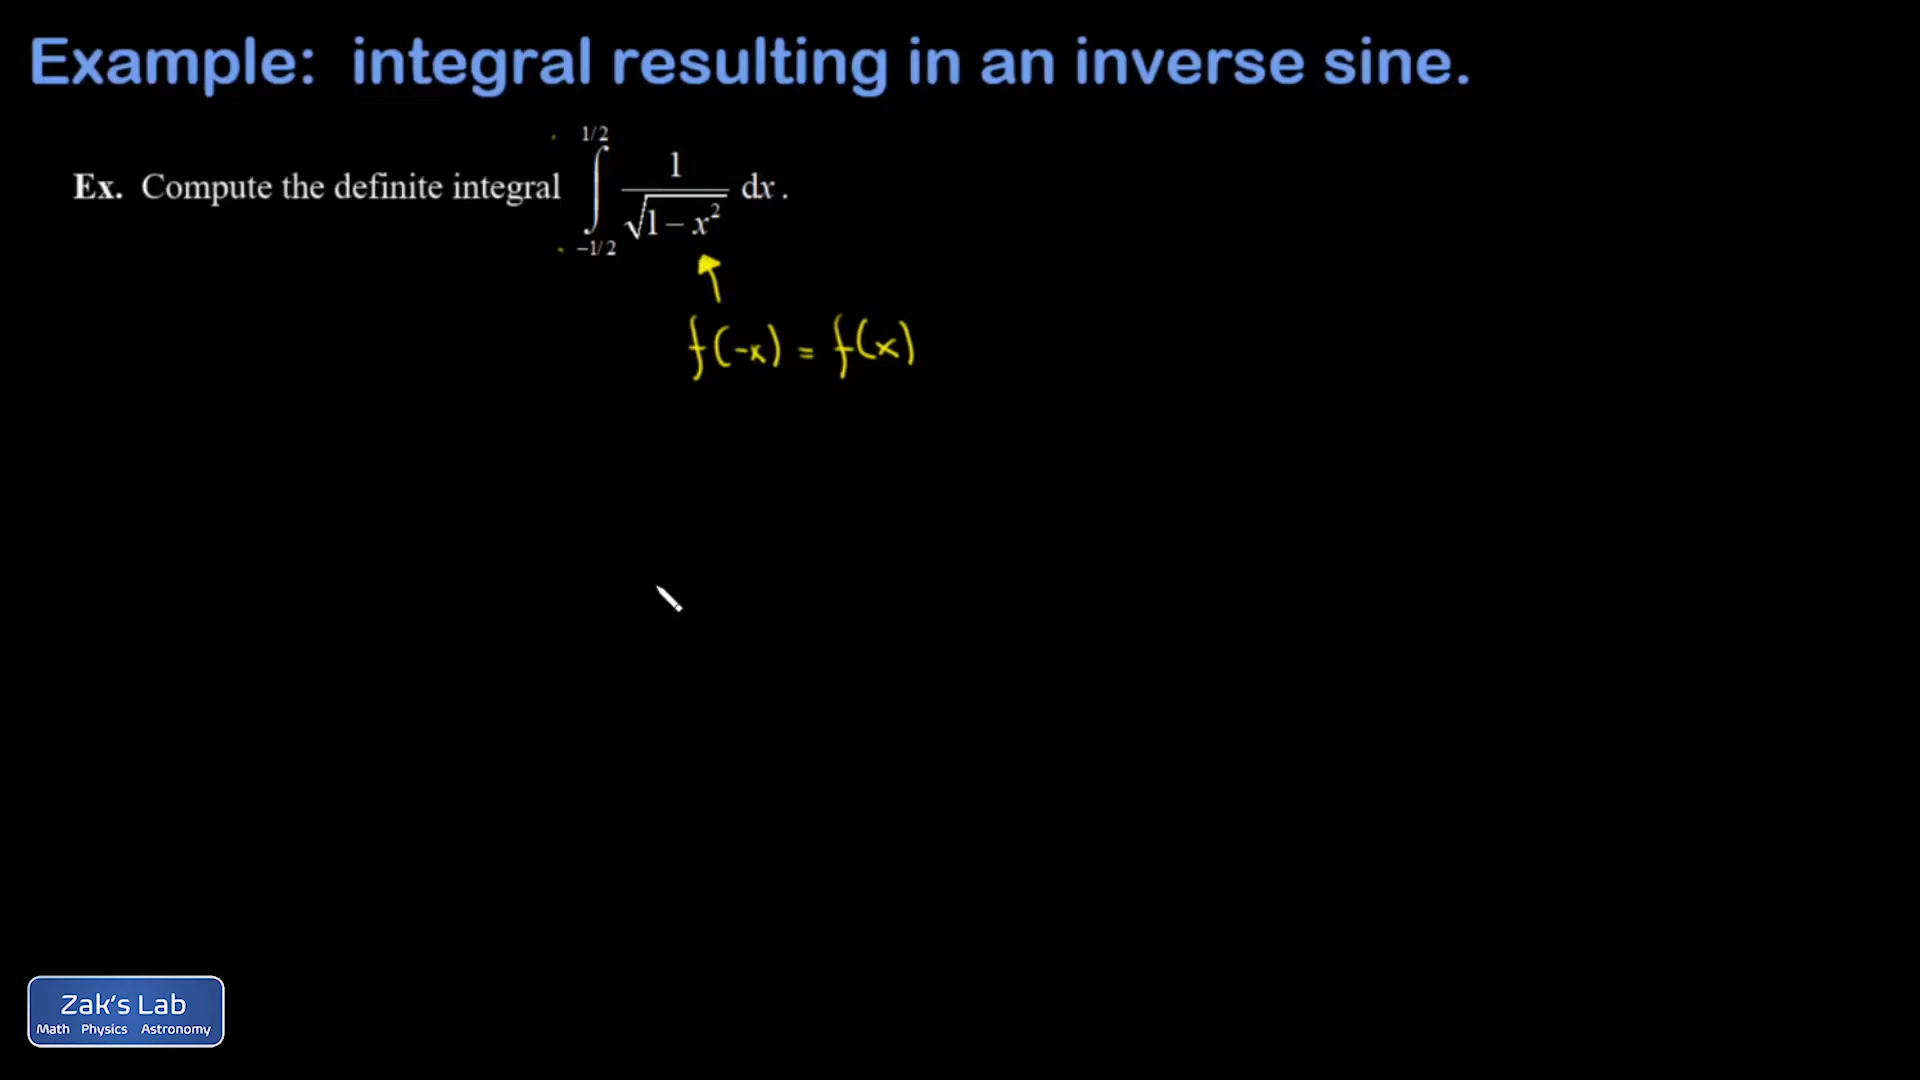 Example: integral resulting in an inverse sine.
Ex. Compute the definite integral ∫_{-1/2}^{1/2} 1/√(1 − x²) dx.
f(-x) = f(x)
Zak's Lab
Math Physics Astronomy